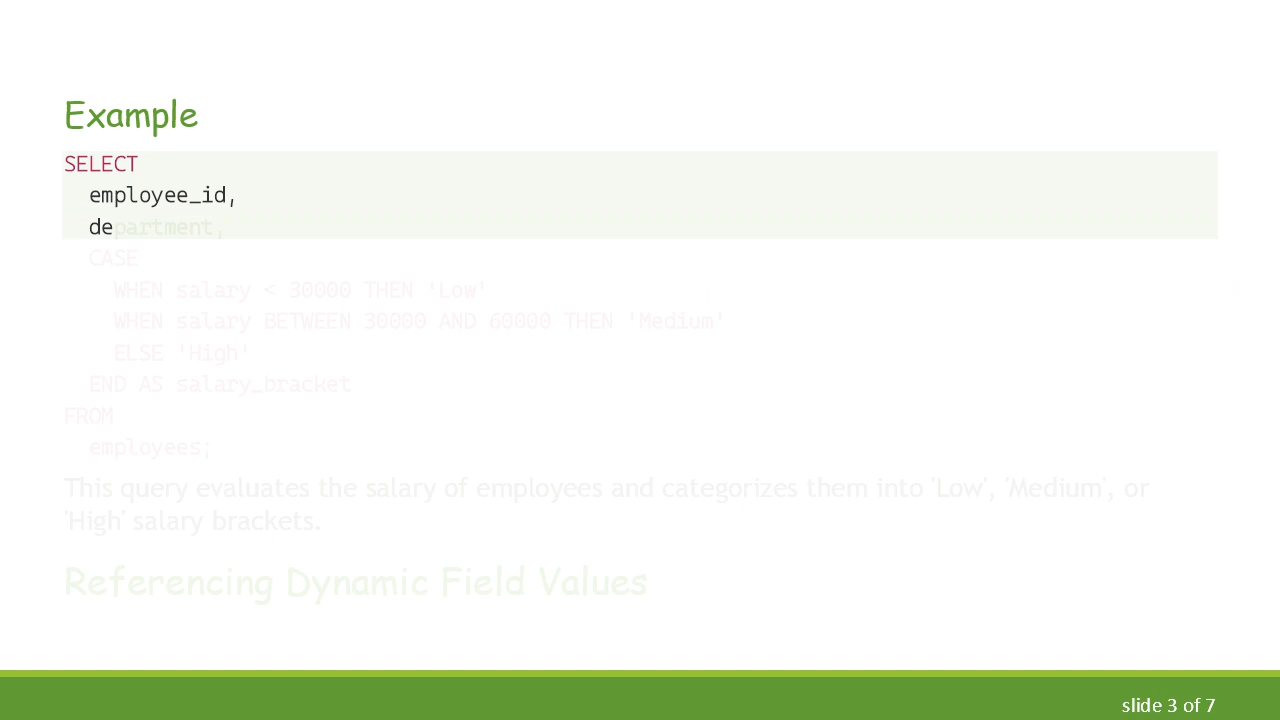 Example
SELECT
employee_id,
department,
CASE
WHEN salary < 30000 THEN 'Low'
WHEN salary BETWEEN 30000 AND 60000 THEN 'Medium'
ELSE 'High'
END AS salary_bracket
FROM
employees;
This query evaluates the salary of employees and categorizes them into 'Low', 'Medium', or
'High' salary brackets.
Referencing Dynamic Field Values
slide 3 of 7